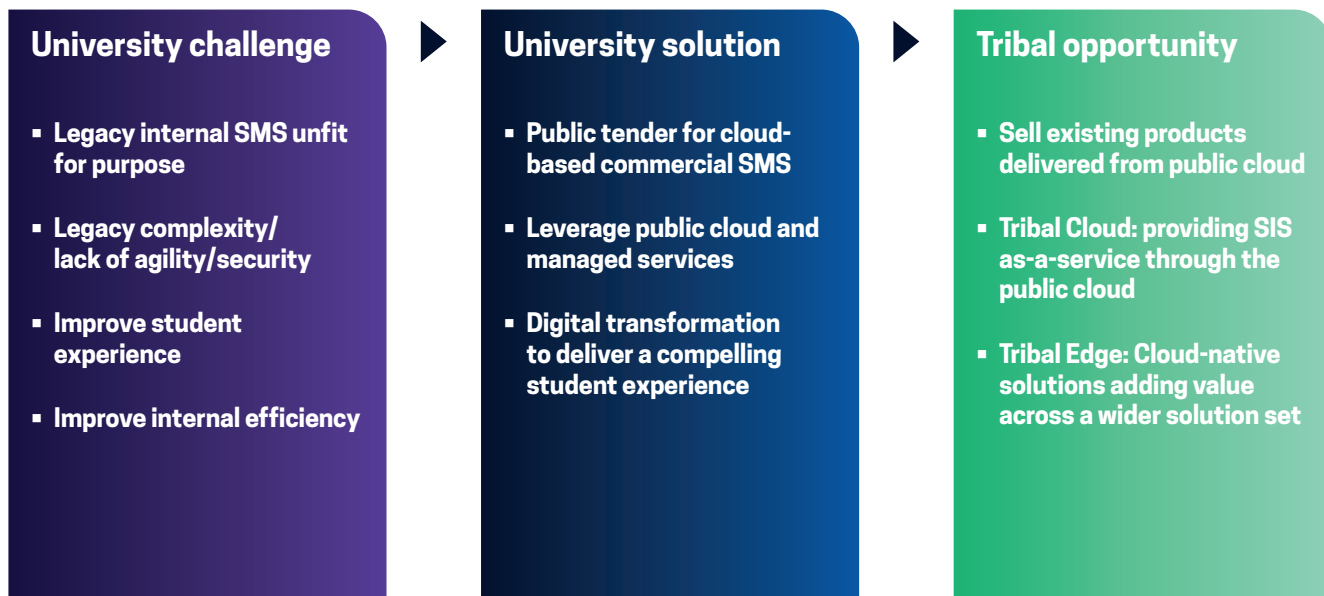 University challenge
▪ Legacy internal SMS unfit
for purpose
▪ Legacy complexity/
lack of agility/security
▪ Improve student
experience
▪ Improve internal efficiency
University solution
▪ Public tender for cloud-
based commercial SMS
▪ Leverage public cloud and
managed services
▪ Digital transformation
to deliver a compelling
student experience
Tribal opportunity
▪ Sell existing products
delivered from public cloud
▪ Tribal Cloud: providing SIS
as-a-service through the
public cloud
▪ Tribal Edge: Cloud-native
solutions adding value
across a wider solution set